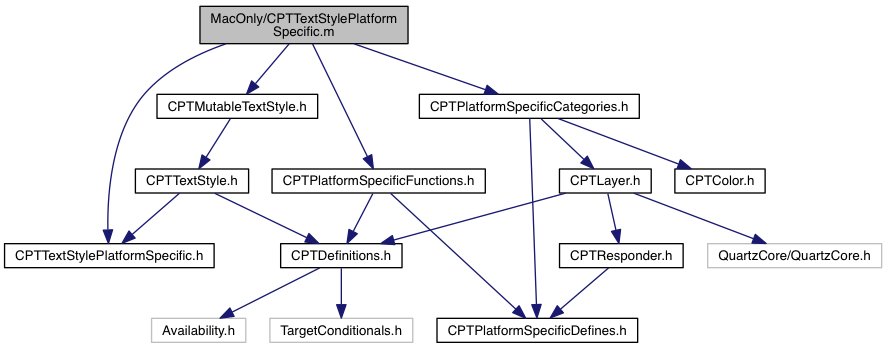 MacOnly/CPTTextStylePlatform
Specific.m
CPTMutableTextStyle.h
CPTPlatformSpecificCategories.h
CPTTextStyle.h
CPTPlatformSpecificFunctions.h
CPTLayer.h
CPTColor.h
CPTTextStylePlatformSpecific.h
CPTDefinitions.h
CPTResponder.h
QuartzCore/QuartzCore.h
Availability.h
TargetConditionals.h
CPTPlatformSpecificDefines.h